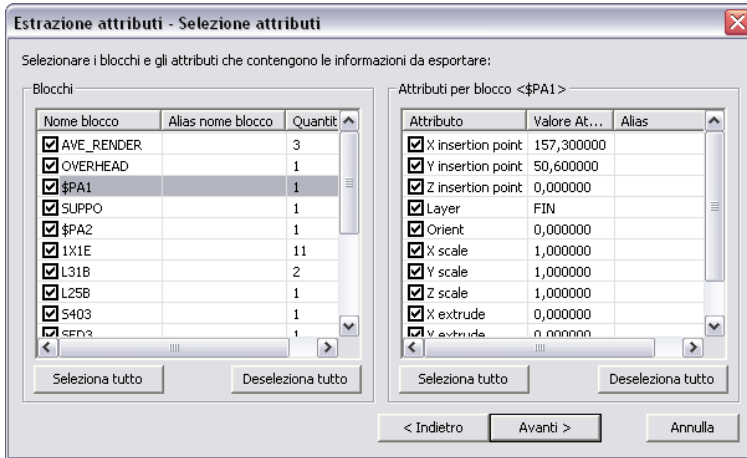 Estrazione attributi - Selezione attributi
Selezionare i blocchi e gli attributi che contengono le informazioni da esportare:
Blocchi
Nome blocco Alias nome blocco Quantit
AVE_RENDER 3
OVERHEAD 1
$PA1 1
SUPPO 1
$PA2 1
1X1E 11
L31B 2
L25B 1
S403 1
SED3 1
Seleziona tutto Deseleziona tutto
Attributi per blocco <$PA1>
Attributo Valore At... Alias
X insertion point 157,300000
Y insertion point 50,600000
Z insertion point 0,000000
Layer FIN
Orient 0,000000
X scale 1,000000
Y scale 1,000000
Z scale 1,000000
X extrude 0,000000
Y extrude 0,000000
Seleziona tutto Deseleziona tutto
< Indietro Avanti > Annulla